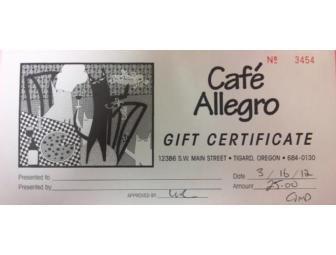 Nº 3454
Café
Allegro
GIFT CERTIFICATE
12386 S.W. MAIN STREET • TIGARD, OREGON • 684-0130
Presented to Date 3/16/12
Presented by Amount 25.00
APPROVED BY